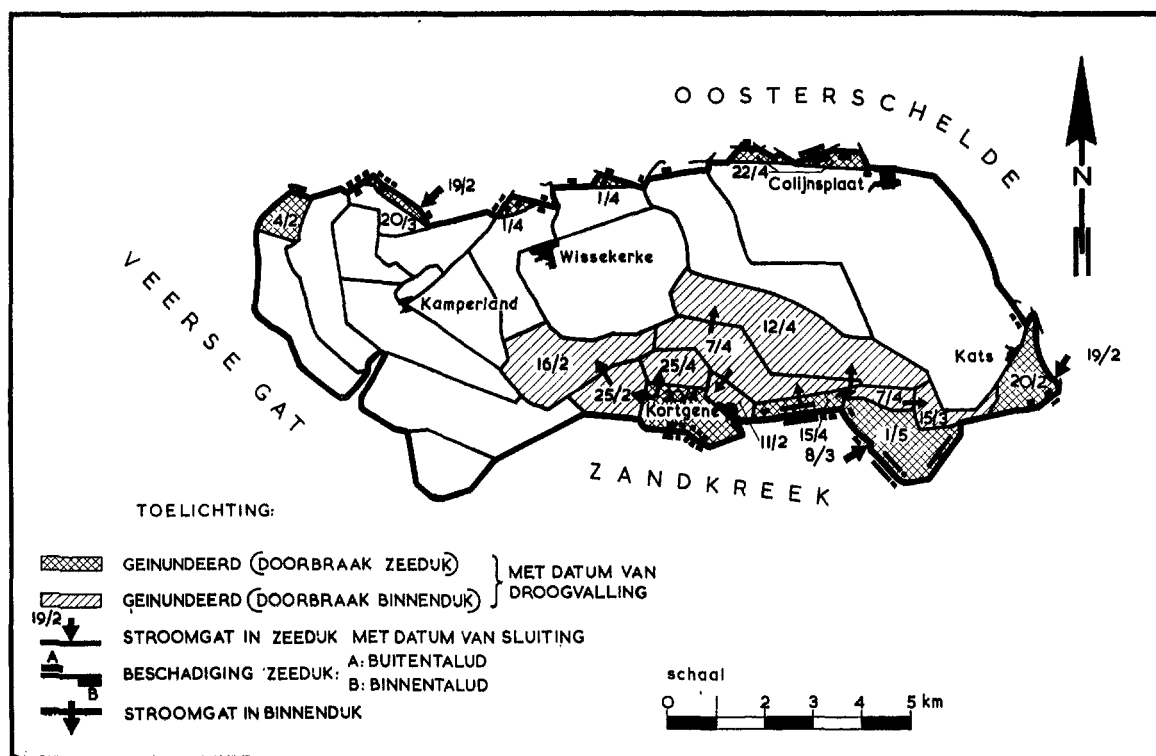 OOSTERSCHELDE
N
22/4
Colijnsplaat
19/2
4/2
20/3
1/4
1/4
VEERSE GAT
Wissekerke
Kamperland
12/4
7/4
Kats
19/2
16/2
25/4
20/2
25/2
7/4
Kortgene
15/3
11/2
15/4
1/5
8/3
ZANDKREEK
TOELICHTING:
GEINUNDEERD (DOORBRAAK ZEEDIJK)
MET DATUM VAN
DROOGVALLING
GEINUNDEERD (DOORBRAAK BINNENDIJK)
19/2
STROOMGAT IN ZEEDIJK MET DATUM VAN SLUITING
A
BESCHADIGING ZEEDIJK: A: BUITENTALUD
B
B: BINNENTALUD
STROOMGAT IN BINNENDIJK
schaal
0 1 2 3 4 5 km